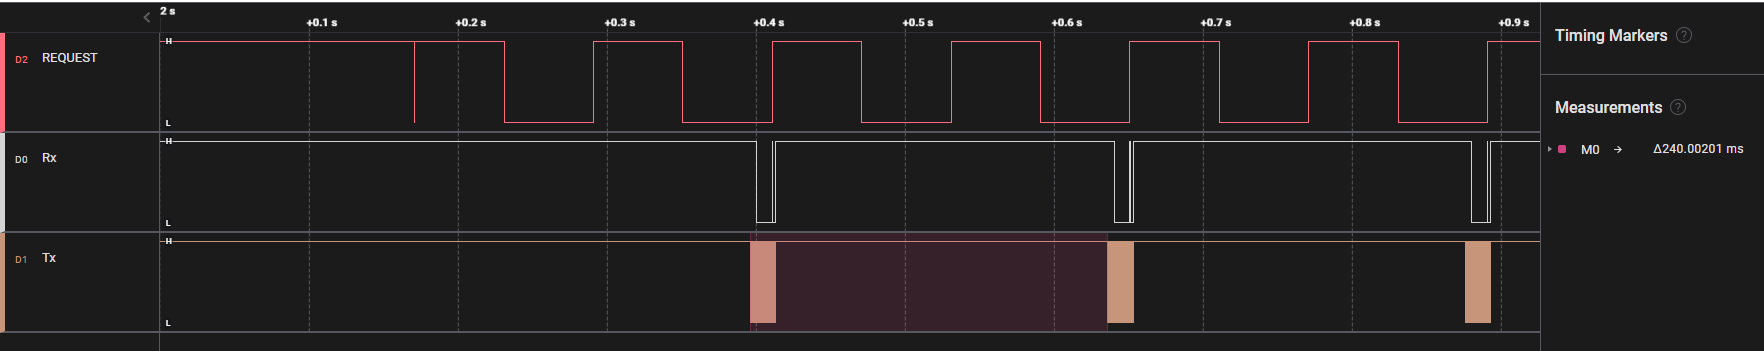 2 s
+0.1 s +0.2 s +0.3 s +0.4 s +0.5 s +0.6 s +0.7 s +0.8 s +0.9 s
Timing Markers ?
H
D2 REQUEST
L
Measurements ?
H
D0 Rx
M0 → Δ240.00201 ms
L
H
D1 Tx
L